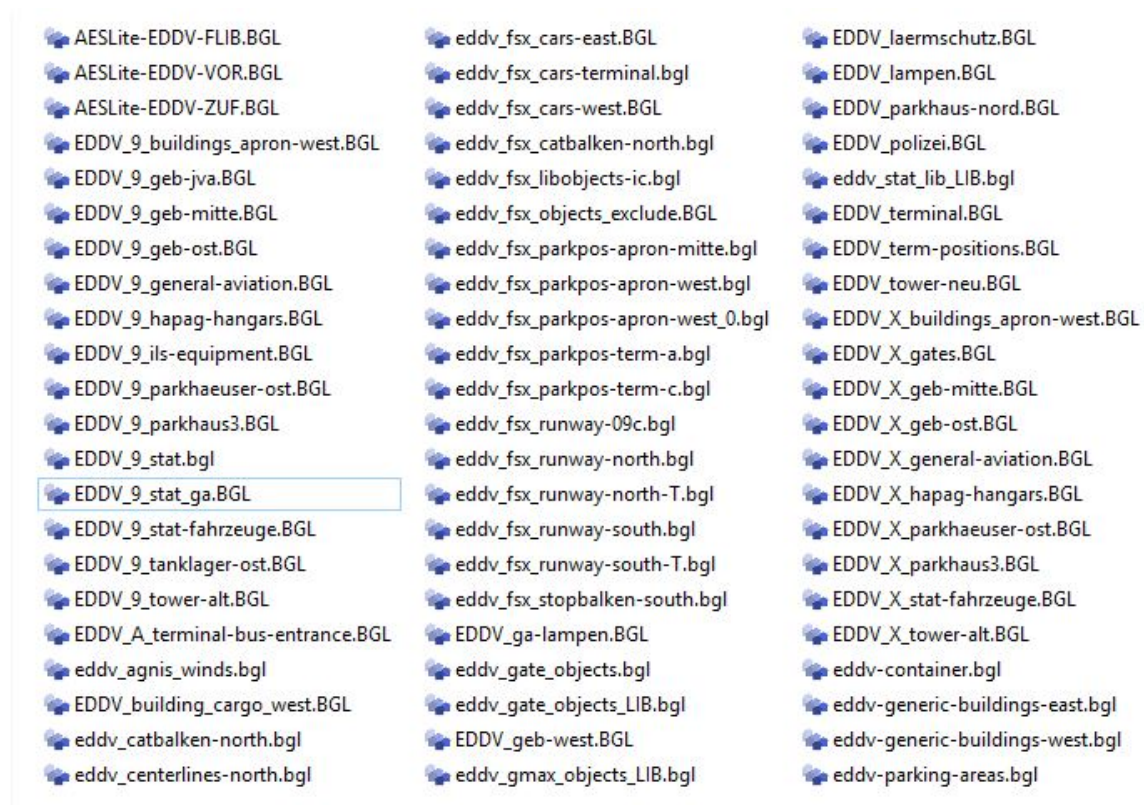 AESLite-EDDV-FLIB.BGL
AESLite-EDDV-VOR.BGL
AESLite-EDDV-ZUF.BGL
EDDV_9_buildings_apron-west.BGL
EDDV_9_geb-jva.BGL
EDDV_9_geb-mitte.BGL
EDDV_9_geb-ost.BGL
EDDV_9_general-aviation.BGL
EDDV_9_hapag-hangars.BGL
EDDV_9_ils-equipment.BGL
EDDV_9_parkhaeuser-ost.BGL
EDDV_9_parkhaus3.BGL
EDDV_9_stat.bgl
EDDV_9_stat_ga.BGL
EDDV_9_stat-fahrzeuge.BGL
EDDV_9_tanklager-ost.BGL
EDDV_9_tower-alt.BGL
EDDV_A_terminal-bus-entrance.BGL
eddv_agnis_winds.bgl
EDDV_building_cargo_west.BGL
eddv_catbalken-north.bgl
eddv_centerlines-north.bgl
eddv_fsx_cars-east.BGL
eddv_fsx_cars-terminal.bgl
eddv_fsx_cars-west.BGL
eddv_fsx_catbalken-north.bgl
eddv_fsx_libobjects-ic.bgl
eddv_fsx_objects_exclude.BGL
eddv_fsx_parkpos-apron-mitte.bgl
eddv_fsx_parkpos-apron-west.bgl
eddv_fsx_parkpos-apron-west_0.bgl
eddv_fsx_parkpos-term-a.bgl
eddv_fsx_parkpos-term-c.bgl
eddv_fsx_runway-09c.bgl
eddv_fsx_runway-north.bgl
eddv_fsx_runway-north-T.bgl
eddv_fsx_runway-south.bgl
eddv_fsx_runway-south-T.bgl
eddv_fsx_stopbalken-south.bgl
EDDV_ga-lampen.BGL
eddv_gate_objects.bgl
eddv_gate_objects_LIB.bgl
EDDV_geb-west.BGL
eddv_gmax_objects_LIB.bgl
EDDV_laermschutz.BGL
EDDV_lampen.BGL
EDDV_parkhaus-nord.BGL
EDDV_polizei.BGL
eddv_stat_lib_LIB.bgl
EDDV_terminal.BGL
EDDV_term-positions.BGL
EDDV_tower-neu.BGL
EDDV_X_buildings_apron-west.BGL
EDDV_X_gates.BGL
EDDV_X_geb-mitte.BGL
EDDV_X_geb-ost.BGL
EDDV_X_general-aviation.BGL
EDDV_X_hapag-hangars.BGL
EDDV_X_parkhaeuser-ost.BGL
EDDV_X_parkhaus3.BGL
EDDV_X_stat-fahrzeuge.BGL
EDDV_X_tower-alt.BGL
eddv-container.bgl
eddv-generic-buildings-east.bgl
eddv-generic-buildings-west.bgl
eddv-parking-areas.bgl